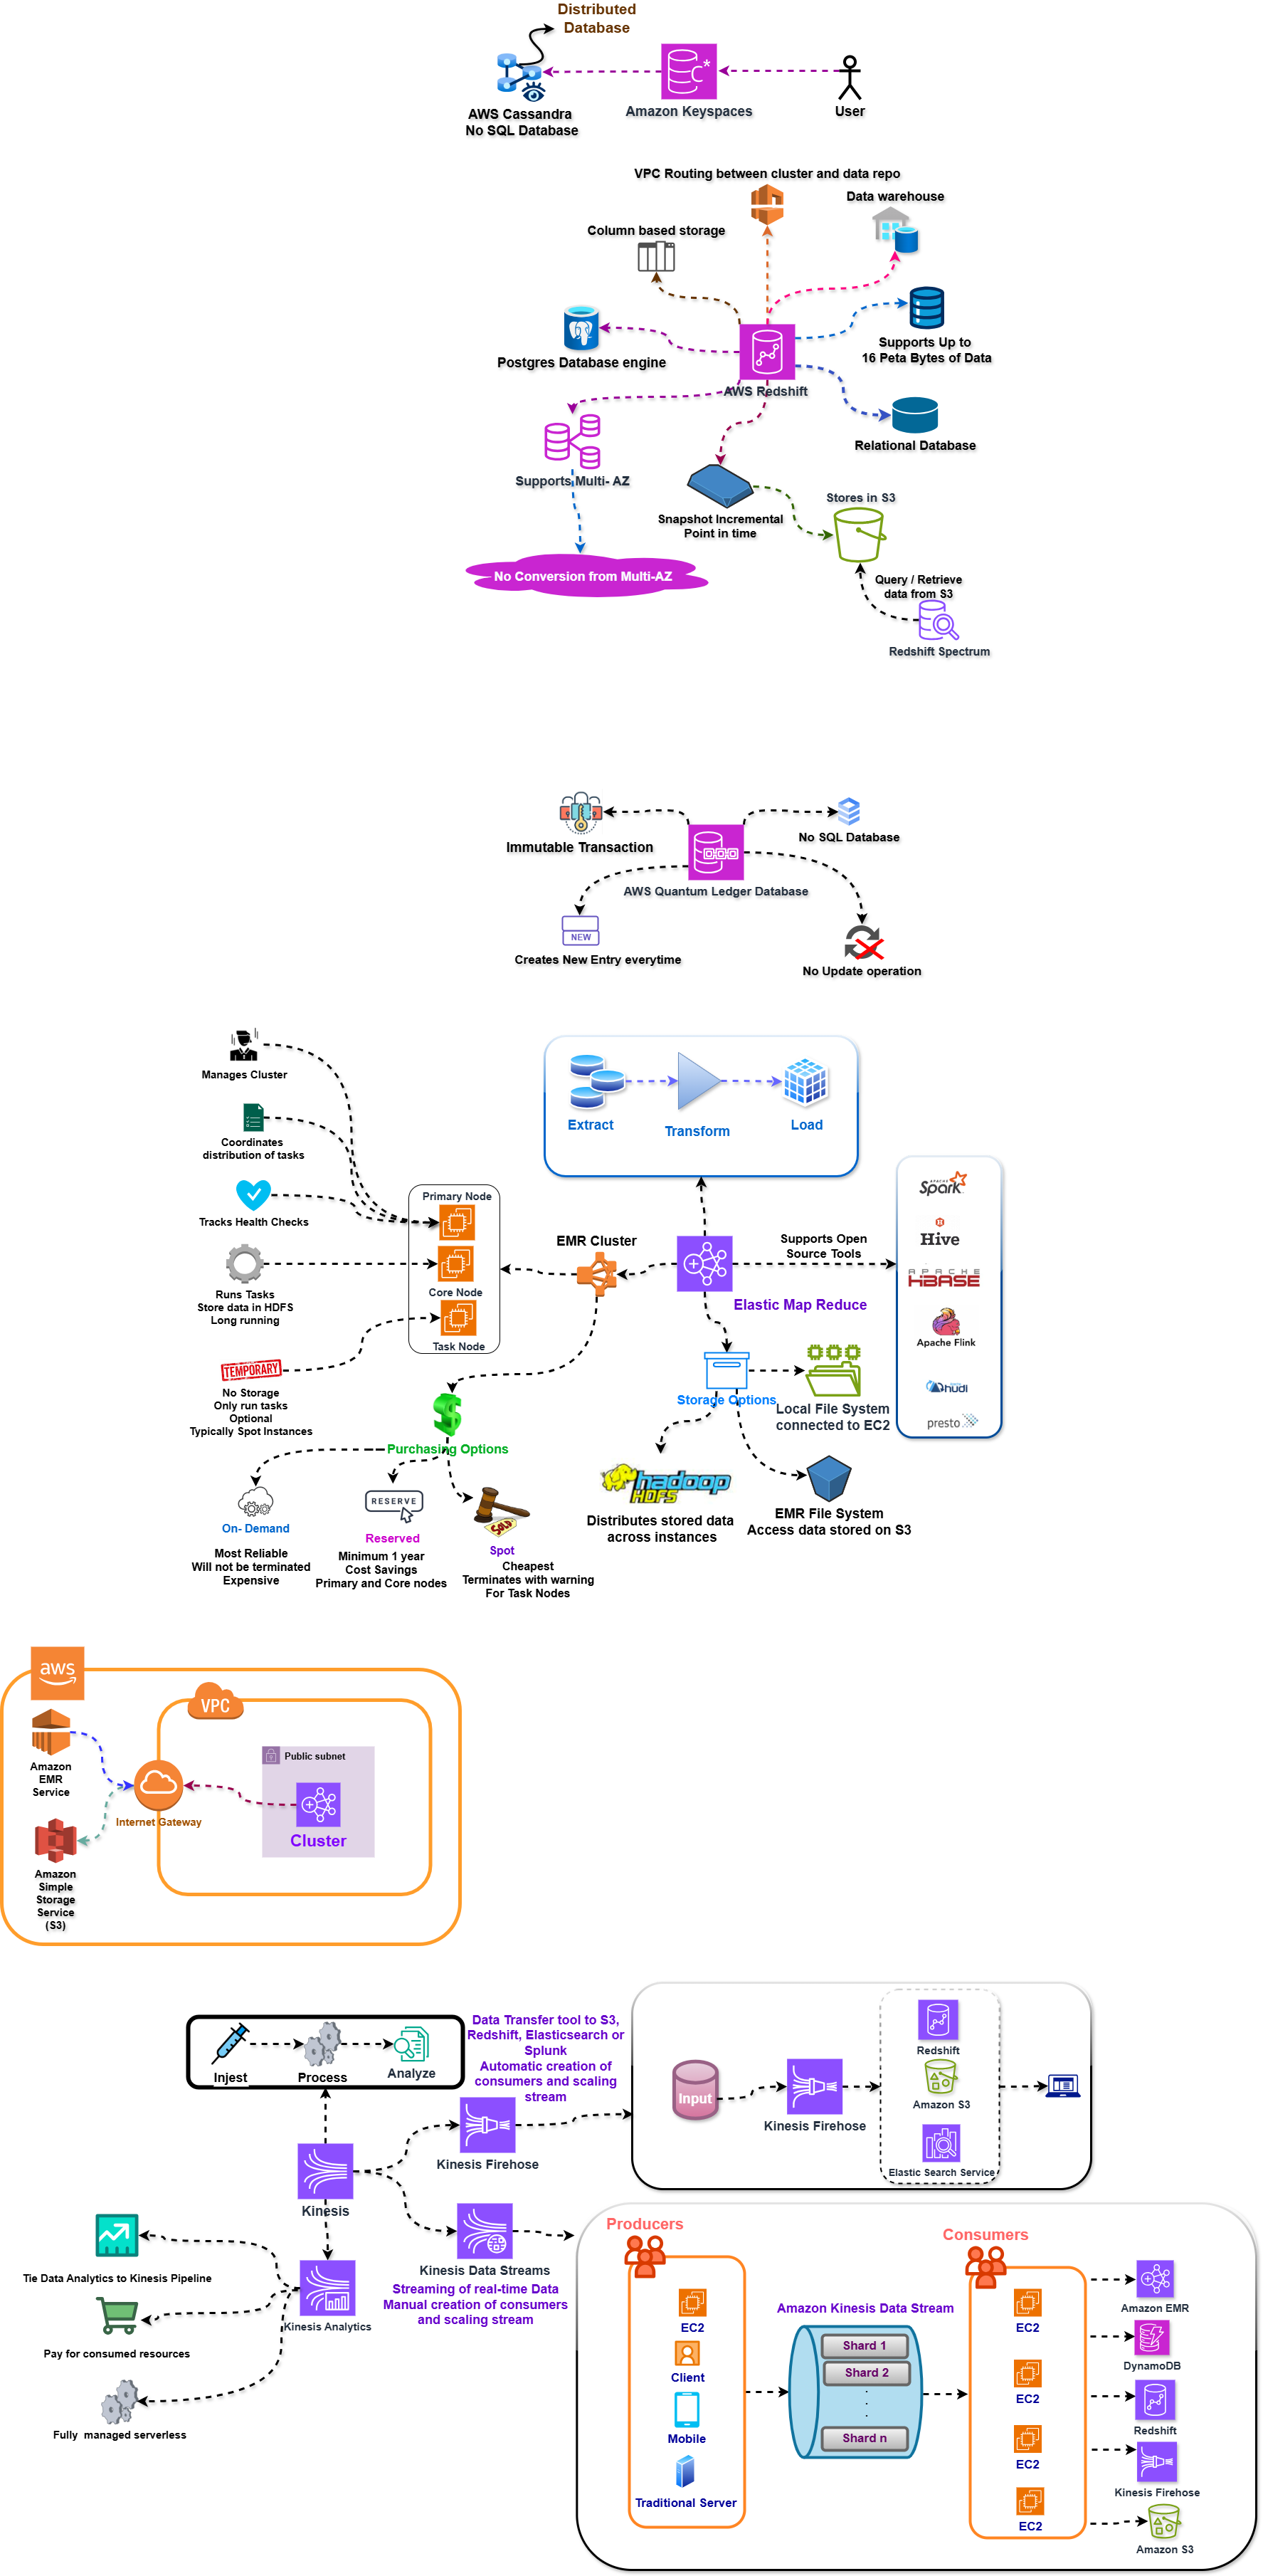 Distributed
Database
AWS Cassandra
No SQL Database
C*
Amazon Keyspaces
User
VPC Routing between cluster and data repo
Data warehouse
Column based storage
Postgres Database engine
Supports Up to
16 Peta Bytes of Data
AWS Redshift
Relational Database
Supports Multi- AZ
Snapshot Incremental
Point in time
Stores in S3
No Conversion from Multi-AZ
Query / Retrieve
data from S3
Redshift Spectrum
Immutable Transaction
No SQL Database
AWS Quantum Ledger Database
NEW
Creates New Entry everytime
No Update operation
Manages Cluster
Coordinates
distribution of tasks
Tracks Health Checks
Runs Tasks
Store data in HDFS
Long running
TEMPORARY
No Storage
Only run tasks
Optional
Typically Spot Instances
Primary Node
Core Node
Task Node
EMR Cluster
Extract
Transform
Load
Elastic Map Reduce
Supports Open
Source Tools
APACHE
Spark
HIVE
APACHE
HBASE
Apache Flink
hudi
presto
Storage Options
Local File System
connected to EC2
hadoop
HDFS
Distributes stored data
across instances
EMR File System
Access data stored on S3
$
Purchasing Options
On- Demand
Most Reliable
Will not be terminated
Expensive
RESERVE
Reserved
Minimum 1 year
Cost Savings
Primary and Core nodes
SOLD
Spot
Cheapest
Terminates with warning
For Task Nodes
aws
VPC
Amazon
EMR
Service
Internet Gateway
Public subnet
Cluster
Amazon
Simple
Storage
Service
(S3)
Injest
Process
Analyze
Data Transfer tool to S3,
Redshift, Elasticsearch or
Splunk
Automatic creation of
consumers and scaling
stream
Kinesis Firehose
Input
Kinesis Firehose
Redshift
Amazon S3
Elastic Search Service
Kinesis
Kinesis Data Streams
Streaming of real-time Data
Manual creation of consumers
and scaling stream
Kinesis Analytics
Tie Data Analytics to Kinesis Pipeline
Pay for consumed resources
Fully managed serverless
Producers
EC2
Client
Mobile
Traditional Server
Amazon Kinesis Data Stream
Shard 1
Shard 2
Shard n
Consumers
EC2
EC2
EC2
EC2
Amazon EMR
DynamoDB
Redshift
Kinesis Firehose
Amazon S3